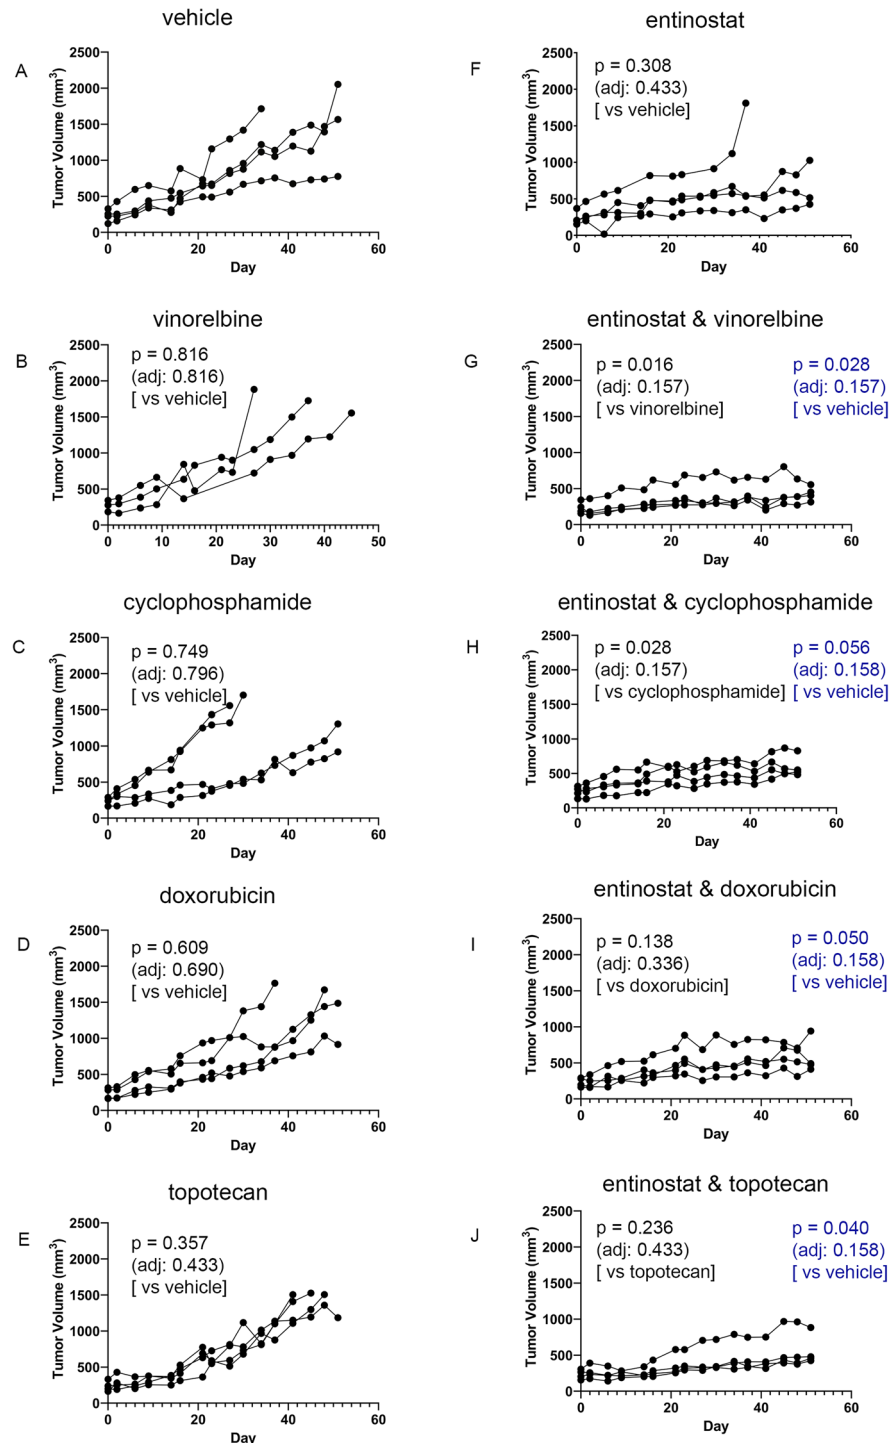 vehicle
A
Tumor Volume (mm³)
2500
2000
1500
1000
500
0
0 20 40 60
Day
entinostat
F
p = 0.308
(adj: 0.433)
[ vs vehicle]
Tumor Volume (mm³)
2500
2000
1500
1000
500
0
0 20 40 60
Day
vinorelbine
B
p = 0.816
(adj: 0.816)
[ vs vehicle]
Tumor Volume (mm³)
2500
2000
1500
1000
500
0
0 10 20 30 40 50
Day
entinostat & vinorelbine
G
p = 0.016
(adj: 0.157)
[ vs vinorelbine]
p = 0.028
(adj: 0.157)
[ vs vehicle]
Tumor Volume (mm³)
2500
2000
1500
1000
500
0
0 20 40 60
Day
cyclophosphamide
C
p = 0.749
(adj: 0.796)
[ vs vehicle]
Tumor Volume (mm³)
2500
2000
1500
1000
500
0
0 20 40 60
Day
entinostat & cyclophosphamide
H
p = 0.028
(adj: 0.157)
[ vs cyclophosphamide]
p = 0.056
(adj: 0.158)
[ vs vehicle]
Tumor Volume (mm³)
2500
2000
1500
1000
500
0
0 20 40 60
Day
doxorubicin
D
p = 0.609
(adj: 0.690)
[ vs vehicle]
Tumor Volume (mm³)
2500
2000
1500
1000
500
0
0 20 40 60
Day
entinostat & doxorubicin
I
p = 0.138
(adj: 0.336)
[ vs doxorubicin]
p = 0.050
(adj: 0.158)
[ vs vehicle]
Tumor Volume (mm³)
2500
2000
1500
1000
500
0
0 20 40 60
Day
topotecan
E
p = 0.357
(adj: 0.433)
[ vs vehicle]
Tumor Volume (mm³)
2500
2000
1500
1000
500
0
0 20 40 60
Day
entinostat & topotecan
J
p = 0.236
(adj: 0.433)
[ vs topotecan]
p = 0.040
(adj: 0.158)
[ vs vehicle]
Tumor Volume (mm³)
2500
2000
1500
1000
500
0
0 20 40 60
Day